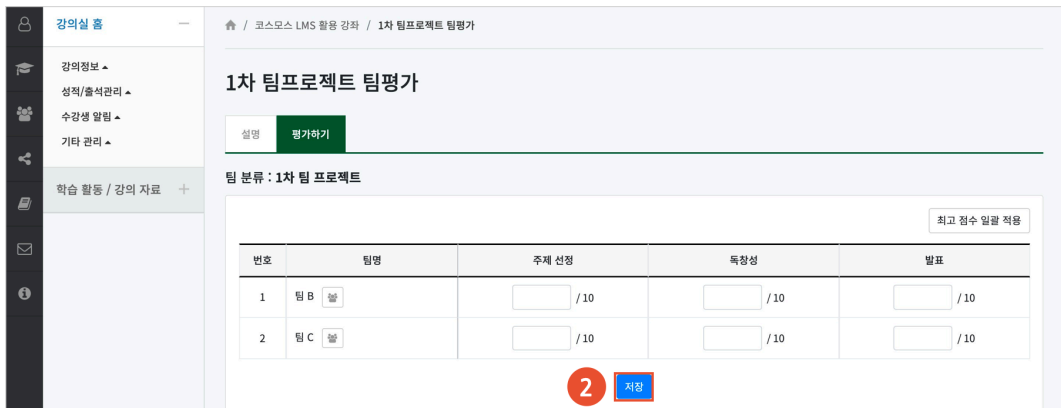 강의실 홈
/ 코스모스 LMS 활용 강좌 / 1차 팀프로젝트 팀평가
강의정보
성적/출석관리
수강생 알림
기타 관리
학습 활동 / 강의 자료
1차 팀프로젝트 팀평가
설명 평가하기
팀 분류 : 1차 팀 프로젝트
최고 점수 일괄 적용
번호 팀명 주제 선정 독창성 발표
1 팀 B / 10 / 10 / 10
2 팀 C / 10 / 10 / 10
2 저장